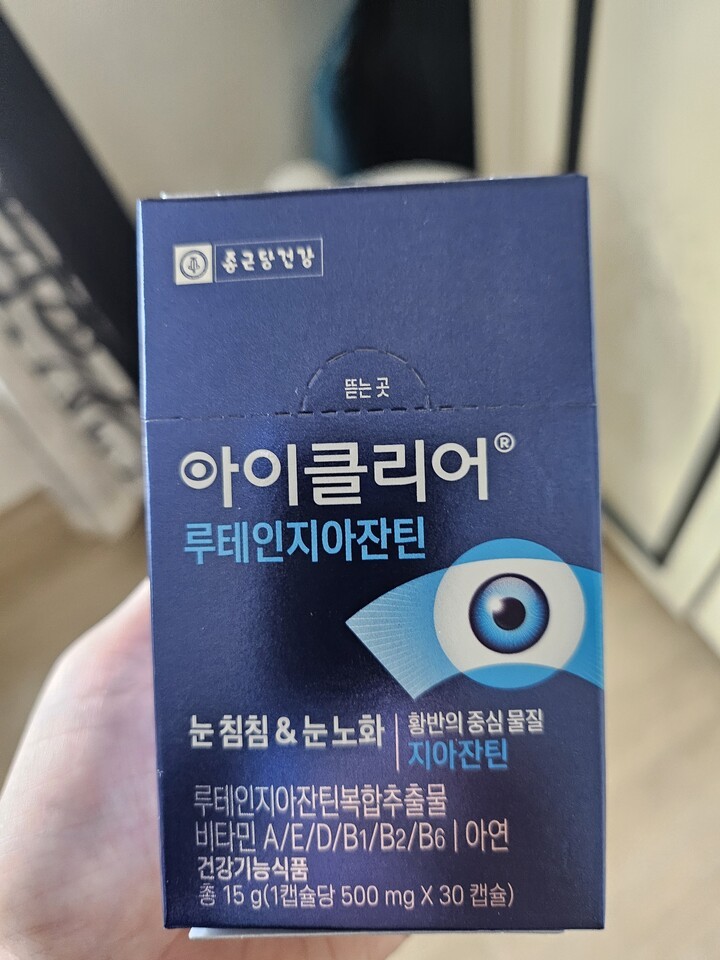 종근당건강
뜯는 곳
아이클리어®
루테인지아잔틴
눈 침침 & 눈 노화
황반의 중심 물질
지아잔틴
루테인지아잔틴복합추출물
비타민 A/E/D/B1/B2/B6 | 아연
건강기능식품
총 15 g(1캡슐당 500 mg X 30 캡슐)